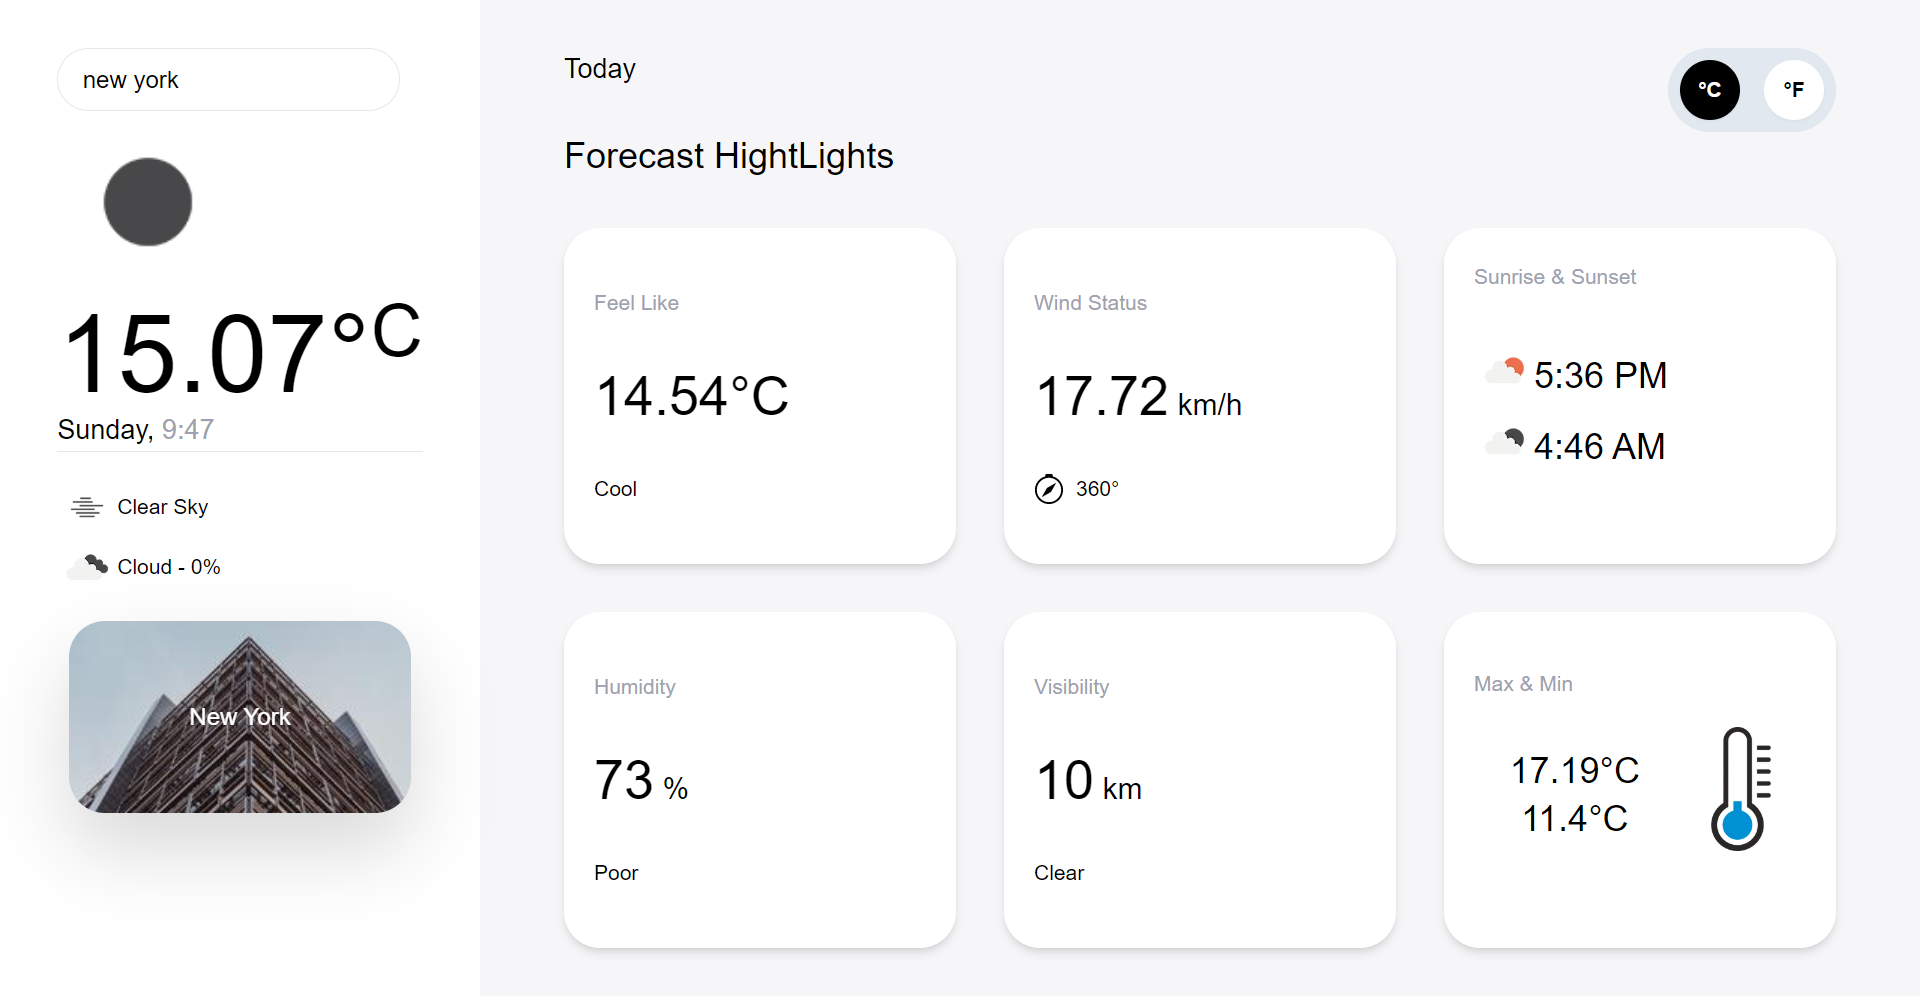 new york
15.07°C
Sunday, 9:47
Clear Sky
Cloud - 0%
New York
Today
°C °F
Forecast HightLights
Feel Like
14.54°C
Cool
Wind Status
17.72 km/h
360°
Sunrise & Sunset
5:36 PM
4:46 AM
Humidity
73 %
Poor
Visibility
10 km
Clear
Max & Min
17.19°C
11.4°C